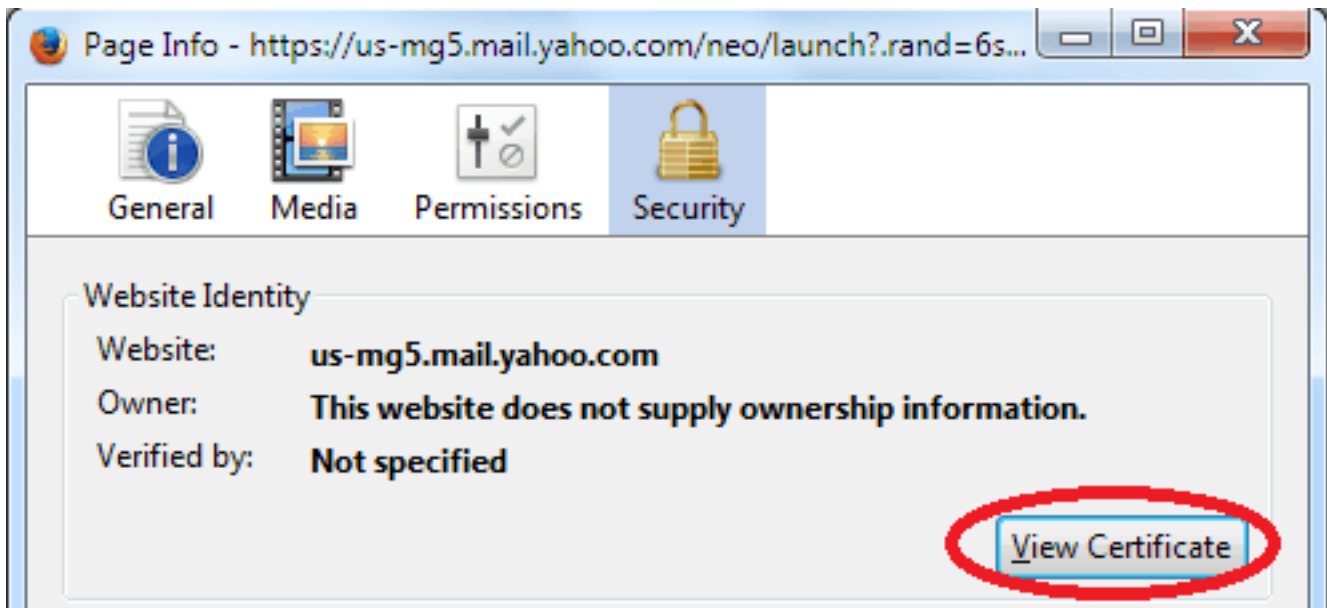 Page Info - https://us-mg5.mail.yahoo.com/neo/launch?.rand=6s...
General Media Permissions Security
Website Identity
Website: us-mg5.mail.yahoo.com
Owner: This website does not supply ownership information.
Verified by: Not specified
View Certificate